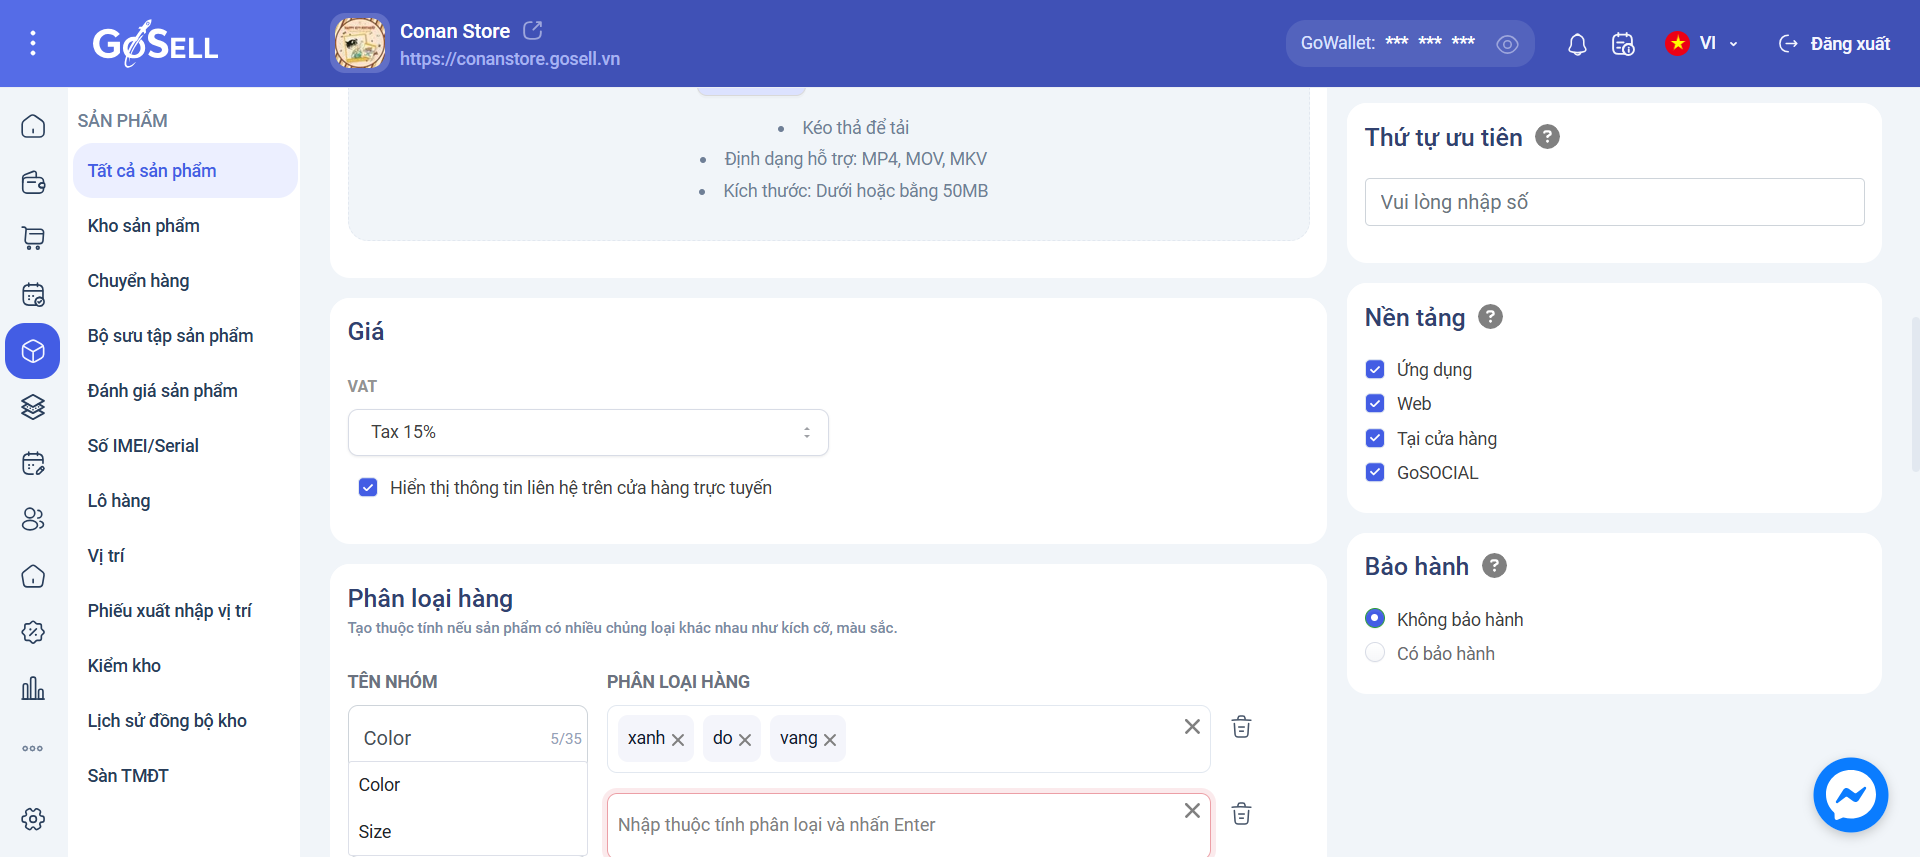 GoSELL
Conan Store
https://conanstore.gosell.vn
GoWallet: *** *** ***
VI
Đăng xuất
SẢN PHẨM
Tất cả sản phẩm
Kho sản phẩm
Chuyển hàng
Bộ sưu tập sản phẩm
Đánh giá sản phẩm
Số IMEI/Serial
Lô hàng
Vị trí
Phiếu xuất nhập vị trí
Kiểm kho
Lịch sử đồng bộ kho
Sàn TMĐT
• Kéo thả để tải
• Định dạng hỗ trợ: MP4, MOV, MKV
• Kích thước: Dưới hoặc bằng 50MB
Giá
VAT
Tax 15%
Hiển thị thông tin liên hệ trên cửa hàng trực tuyến
Phân loại hàng
Tạo thuộc tính nếu sản phẩm có nhiều chủng loại khác nhau như kích cỡ, màu sắc.
TÊN NHÓM
PHÂN LOẠI HÀNG
Color 5/35
xanh do vang
Color
Size
Nhập thuộc tính phân loại và nhấn Enter
Thứ tự ưu tiên ?
Vui lòng nhập số
Nền tảng ?
Ứng dụng
Web
Tại cửa hàng
GoSOCIAL
Bảo hành ?
Không bảo hành
Có bảo hành